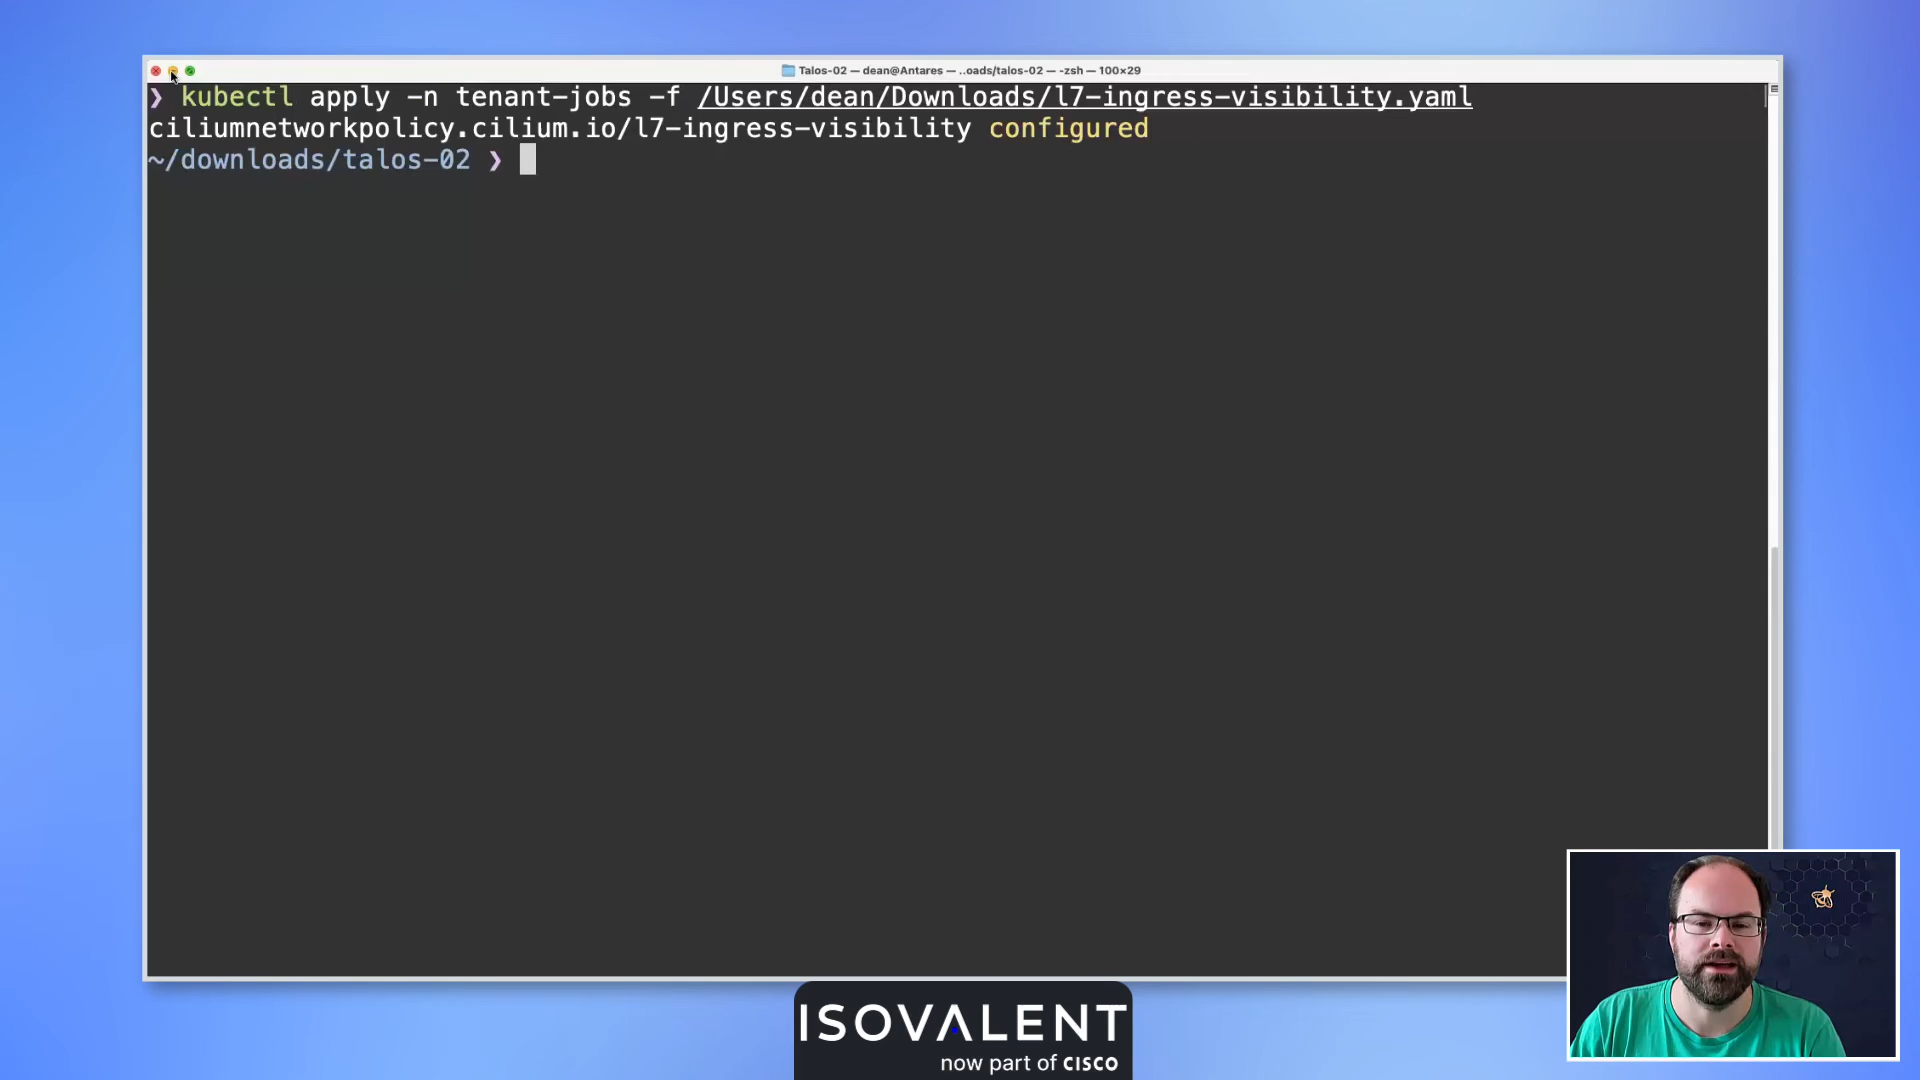 Talos-02 — dean@Antares — ..oads/talos-02 — -zsh — 100×29
❯ kubectl apply -n tenant-jobs -f /Users/dean/Downloads/l7-ingress-visibility.yaml
ciliumnetworkpolicy.cilium.io/l7-ingress-visibility configured
~/downloads/talos-02 ❯
ISOVALENT
now part of CISCO